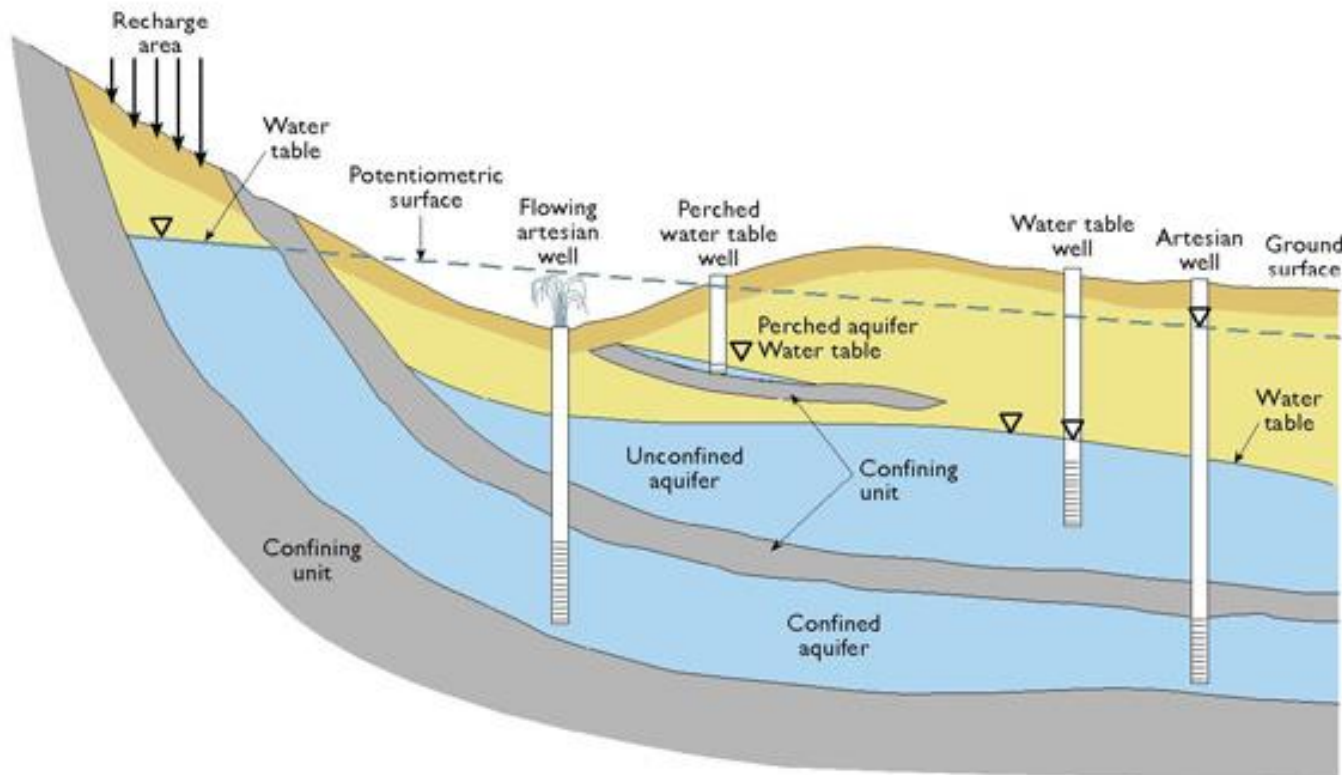 Recharge
area
Water
table
Potentiometric
surface
Flowing
artesian
well
Perched
water table
well
Water table
well
Artesian
well
Ground
surface
Perched aquifer
Water table
Water
table
Unconfined
aquifer
Confining
unit
Confining
unit
Confined
aquifer